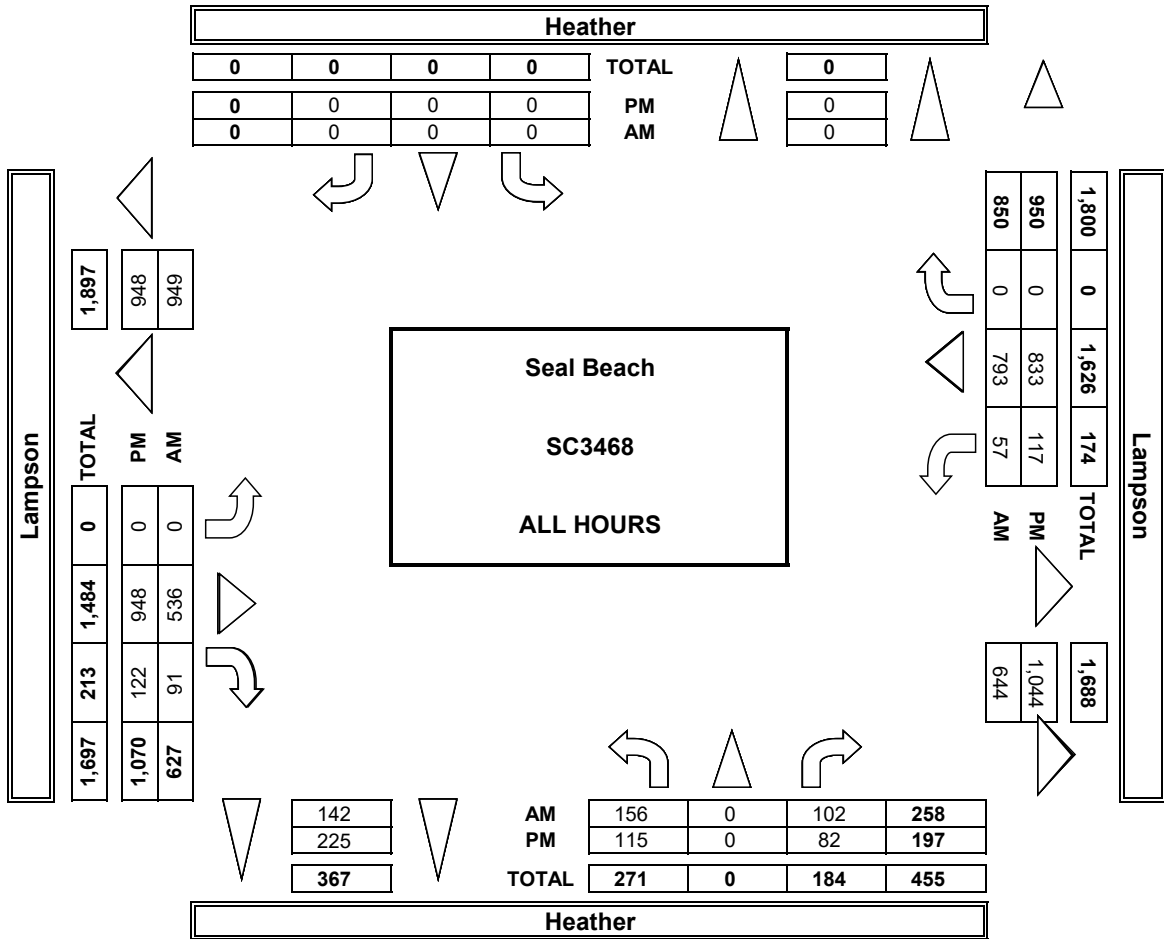 Heather
0 0 0 0 TOTAL 0
0 0 0 0 PM 0
0 0 0 0 AM 0
Lampson
1,897 948 949
TOTAL PM AM
0 0 0
1,484 948 536
213 122 91
1,697 1,070 627
Seal Beach
SC3468
ALL HOURS
850 950 1,800
0 0 0
793 833 1,626
57 117 174
AM PM TOTAL
644 1,044 1,688
Lampson
142 AM 156 0 102 258
225 PM 115 0 82 197
367 TOTAL 271 0 184 455
Heather